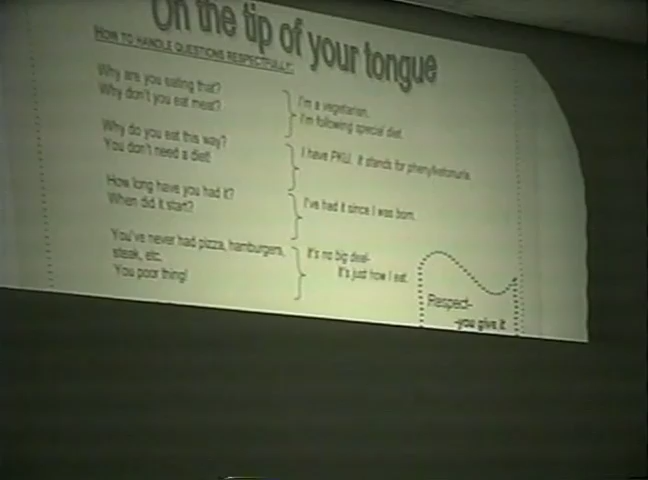 On the tip of your tongue
HOW TO HANDLE QUESTIONS RESPECTFULLY:
Why are you eating that?
Why don't you eat meat?
I'm a vegetarian.
I'm following special diet.
Why do you eat this way?
You don't need a diet!
I have PKU. It stands for phenylketonuria.
How long have you had it?
When did it start?
I've had it since I was born.
You've never had pizza, hamburgers,
steak, etc.
You poor thing!
It's no big deal-
It's just how I eat.
Respect-
-you give it